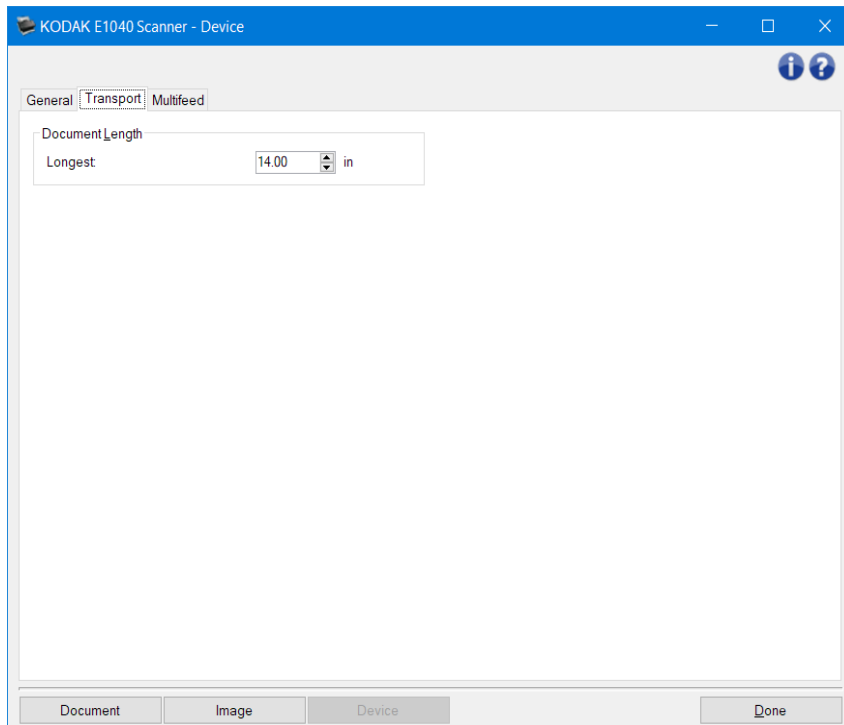 KODAK E1040 Scanner - Device
General Transport Multifeed
Document Length
Longest: 14.00 in
Document Image Device Done